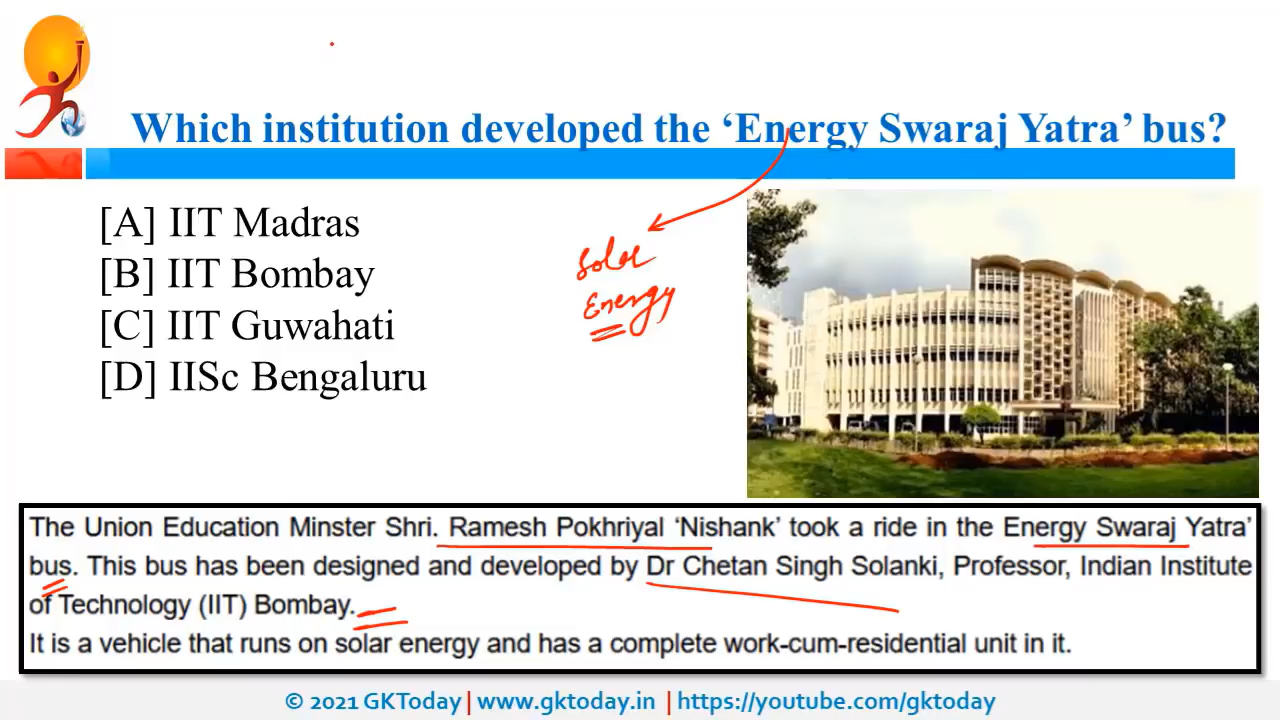 Which institution developed the ‘Energy Swaraj Yatra’ bus?
[A] IIT Madras
[B] IIT Bombay
[C] IIT Guwahati
[D] IISc Bengaluru
Solar
Energy
The Union Education Minster Shri. Ramesh Pokhriyal ‘Nishank’ took a ride in the Energy Swaraj Yatra’
bus. This bus has been designed and developed by Dr Chetan Singh Solanki, Professor, Indian Institute
of Technology (IIT) Bombay.
It is a vehicle that runs on solar energy and has a complete work-cum-residential unit in it.
© 2021 GKToday | www.gktoday.in | https://youtube.com/gktoday